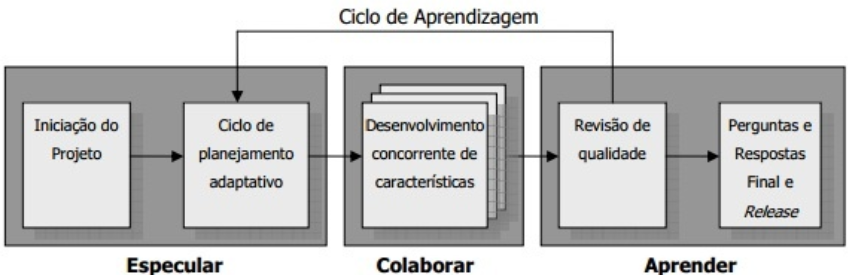 Ciclo de Aprendizagem
Iniciação do
Projeto
Ciclo de
planejamento
adaptativo
Desenvolvimento
concorrente de
características
Revisão de
qualidade
Perguntas e
Respostas
Final e
Release
Especular
Colaborar
Aprender